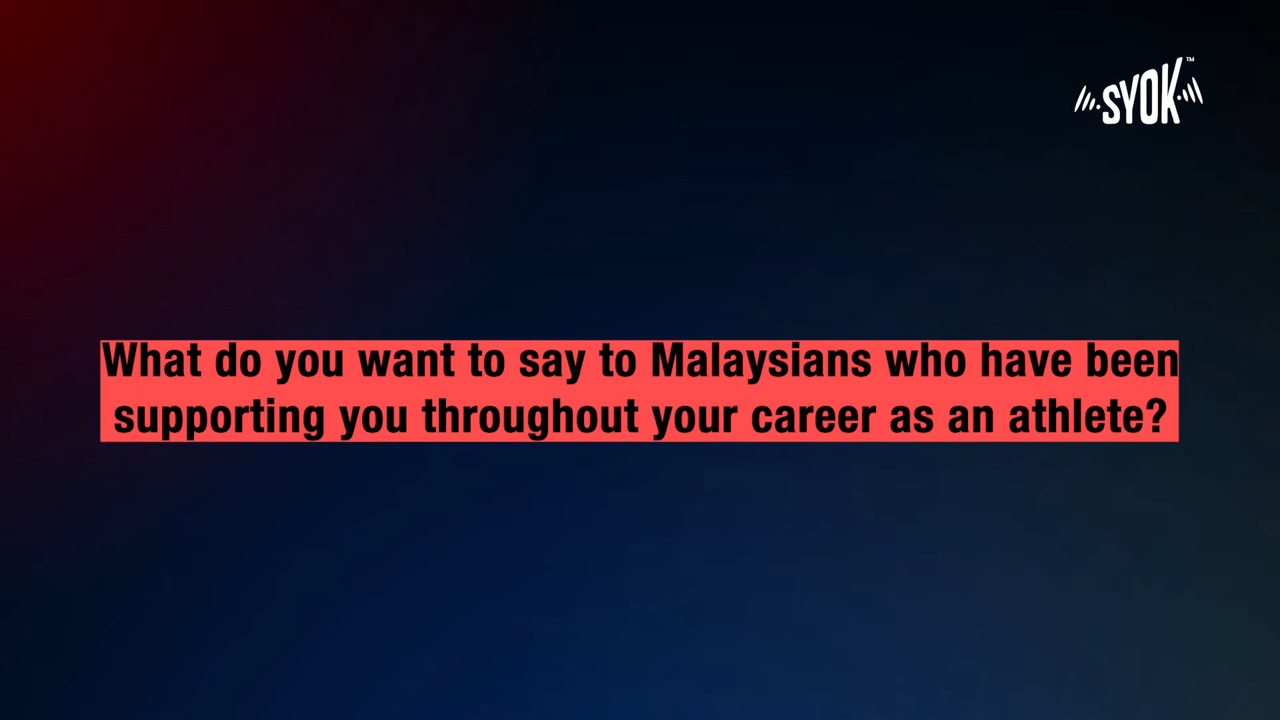 SYOK™
What do you want to say to Malaysians who have been
supporting you throughout your career as an athlete?